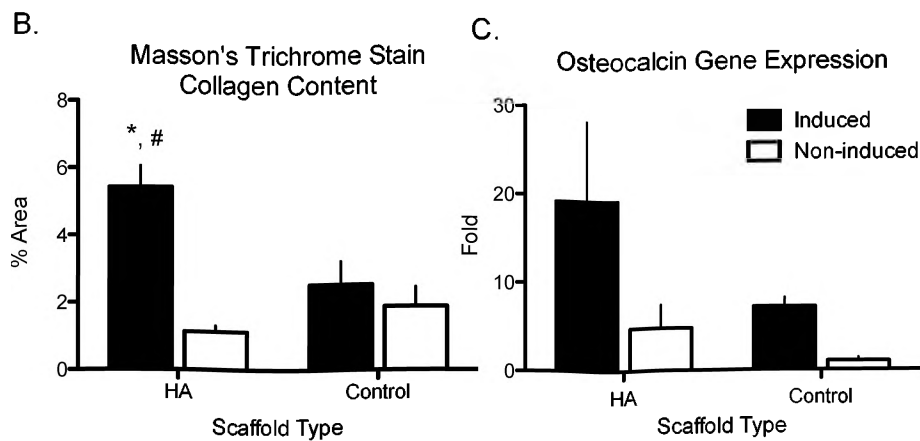 B.
Masson's Trichrome Stain
Collagen Content
8
6
4
2
0
% Area
*, #
HA
Control
Scaffold Type
C.
Osteocalcin Gene Expression
30
20
10
0
Fold
Induced
Non-induced
HA
Control
Scaffold Type